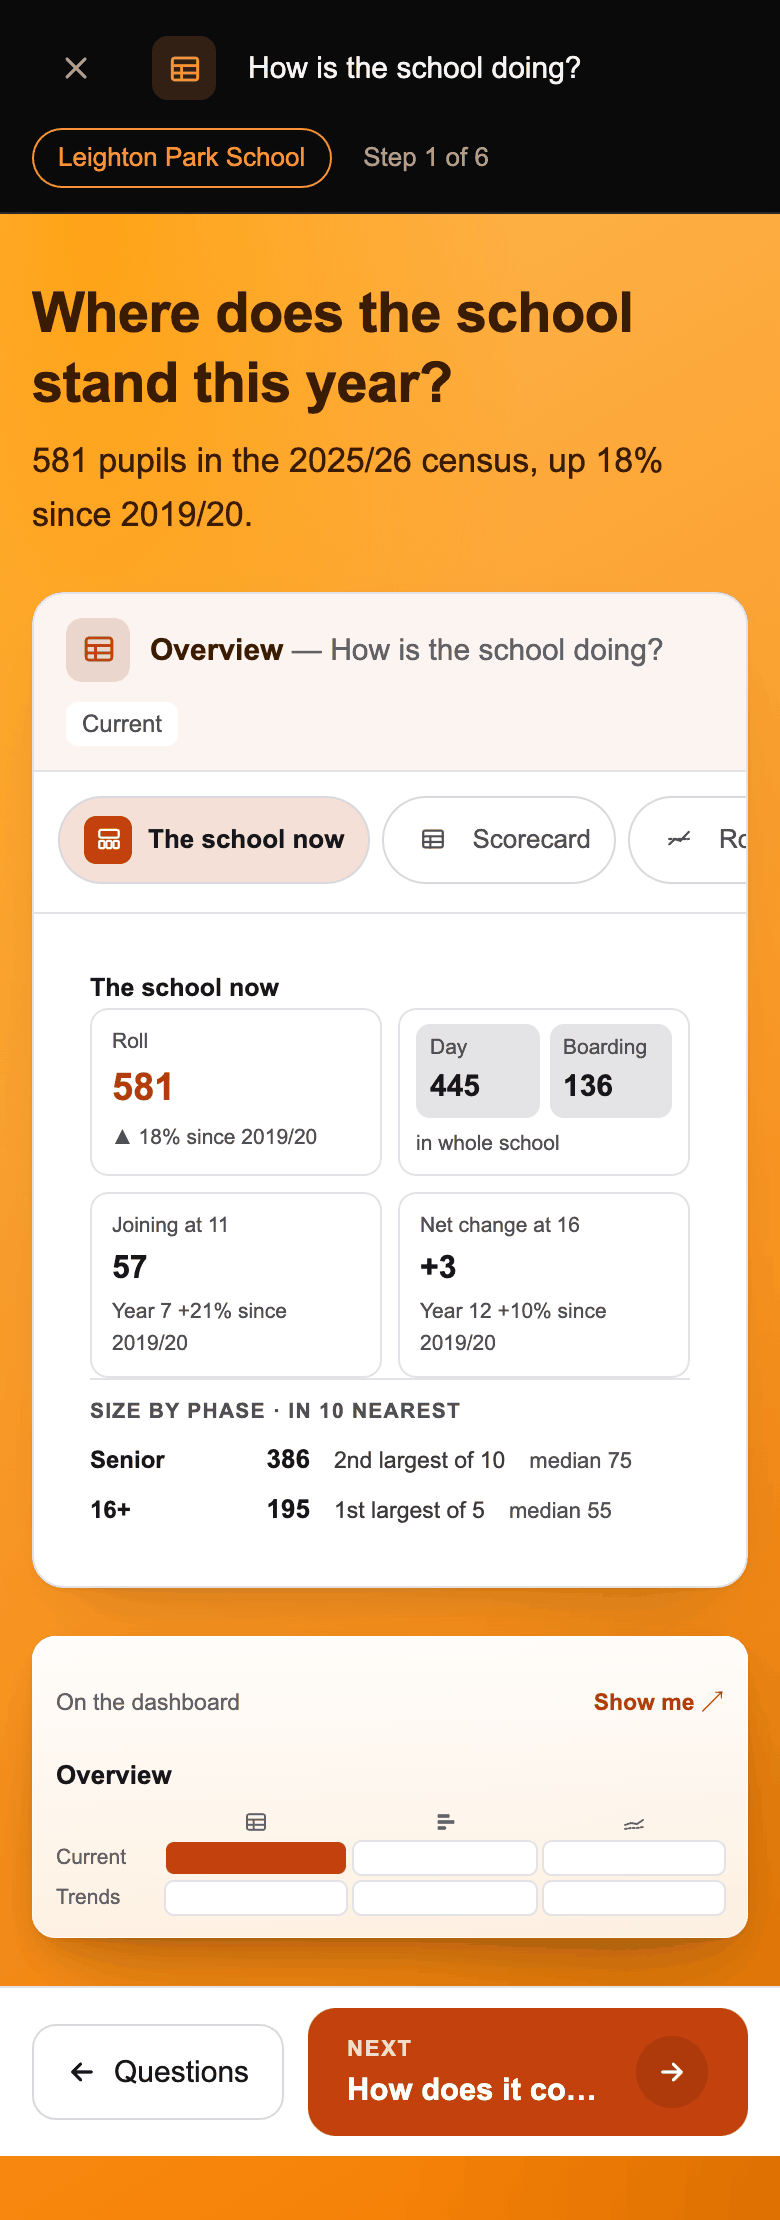 How is the school doing?
Leighton Park School
Step 1 of 6
Where does the school
stand this year?
581 pupils in the 2025/26 census, up 18%
since 2019/20.
Overview — How is the school doing?
Current
The school now
Scorecard
Ro
The school now
Roll
581
▲ 18% since 2019/20
Day
445
Boarding
136
in whole school
Joining at 11
57
Year 7 +21% since
2019/20
Net change at 16
+3
Year 12 +10% since
2019/20
SIZE BY PHASE · IN 10 NEAREST
Senior 386 2nd largest of 10 median 75
16+ 195 1st largest of 5 median 55
On the dashboard
Show me ↗
Overview
Current
Trends
← Questions
NEXT
How does it co...
→